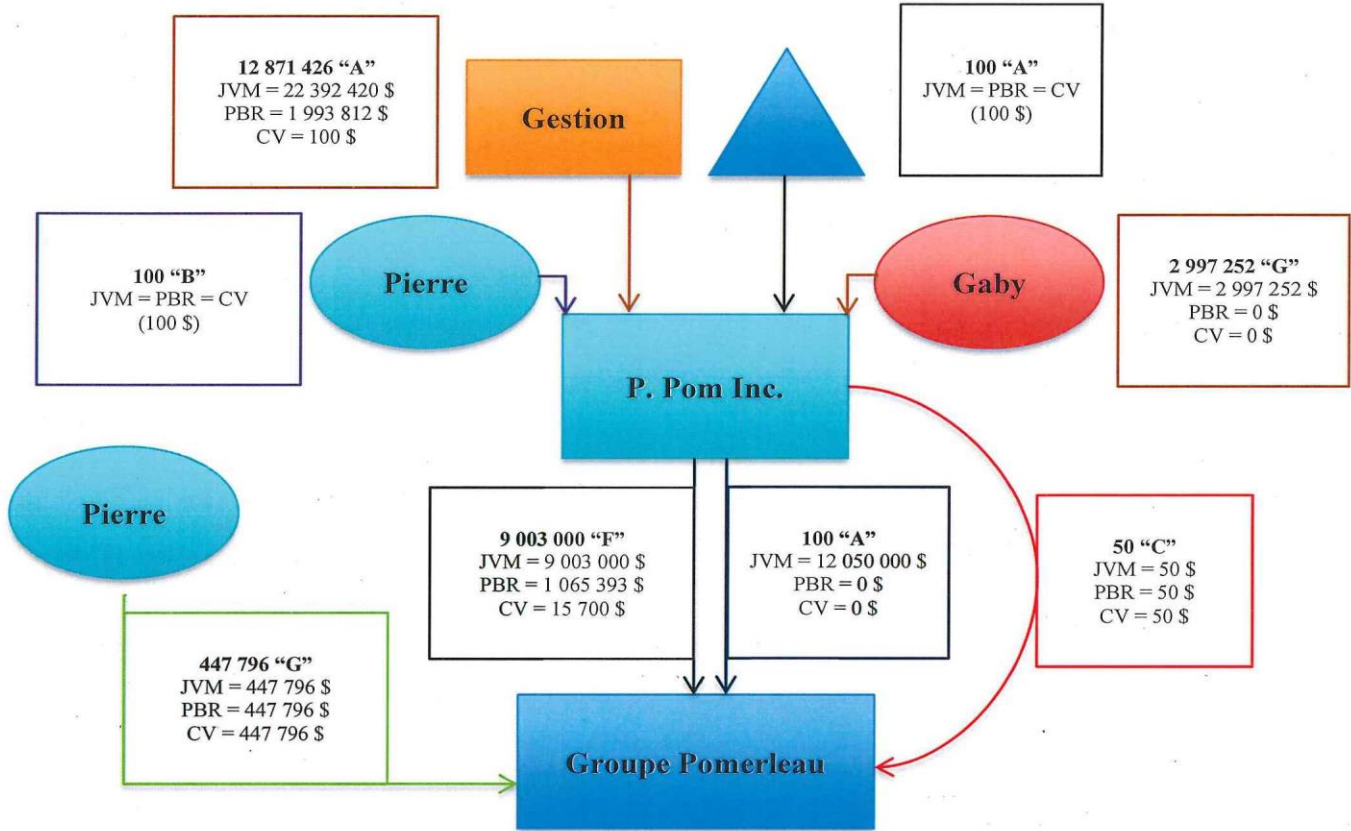 12 871 426 “A”
JVM = 22 392 420 $
PBR = 1 993 812 $
CV = 100 $
Gestion
100 “A”
JVM = PBR = CV
(100 $)
100 “B”
JVM = PBR = CV
(100 $)
Pierre
Gaby
2 997 252 “G”
JVM = 2 997 252 $
PBR = 0 $
CV = 0 $
P. Pom Inc.
Pierre
9 003 000 “F”
JVM = 9 003 000 $
PBR = 1 065 393 $
CV = 15 700 $
100 “A”
JVM = 12 050 000 $
PBR = 0 $
CV = 0 $
50 “C”
JVM = 50 $
PBR = 50 $
CV = 50 $
447 796 “G”
JVM = 447 796 $
PBR = 447 796 $
CV = 447 796 $
Groupe Pomerleau